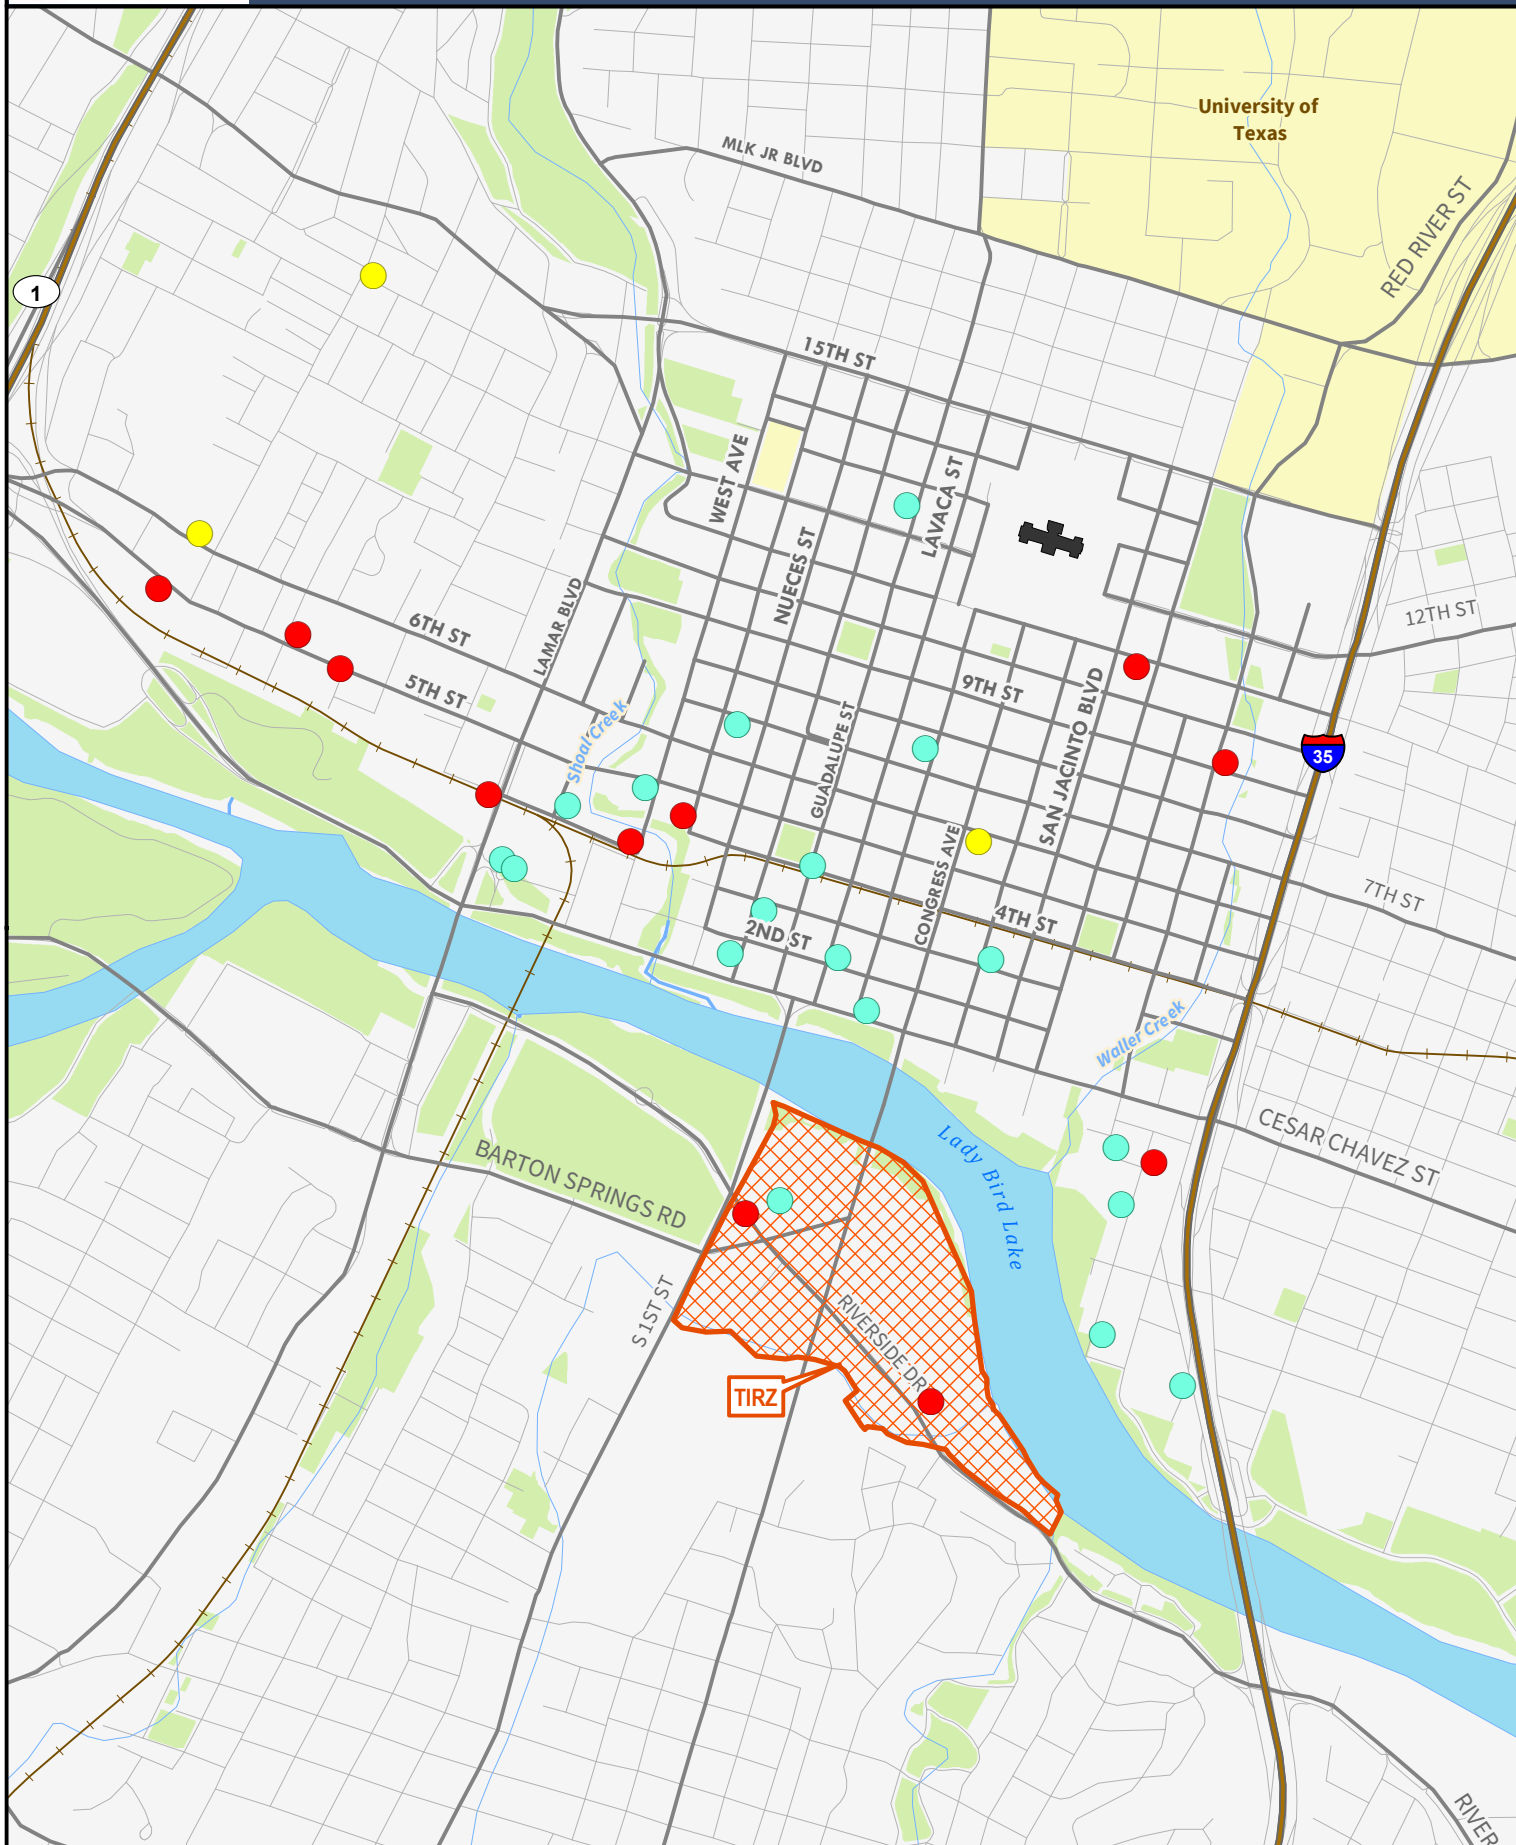 University of
Texas
MLK JR BLVD
RED RIVER ST
1
15TH ST
WEST AVE
LAVACA ST
NUECES ST
LAMAR BLVD
6TH ST
12TH ST
5TH ST
9TH ST
SAN JACINTO BLVD
GUADALUPE ST
Shoal Creek
35
CONGRESS AVE
7TH ST
4TH ST
2ND ST
Waller Creek
CESAR CHAVEZ ST
BARTON SPRINGS RD
Lady Bird Lake
S 1ST ST
RIVERSIDE DR
TIRZ
RIVER